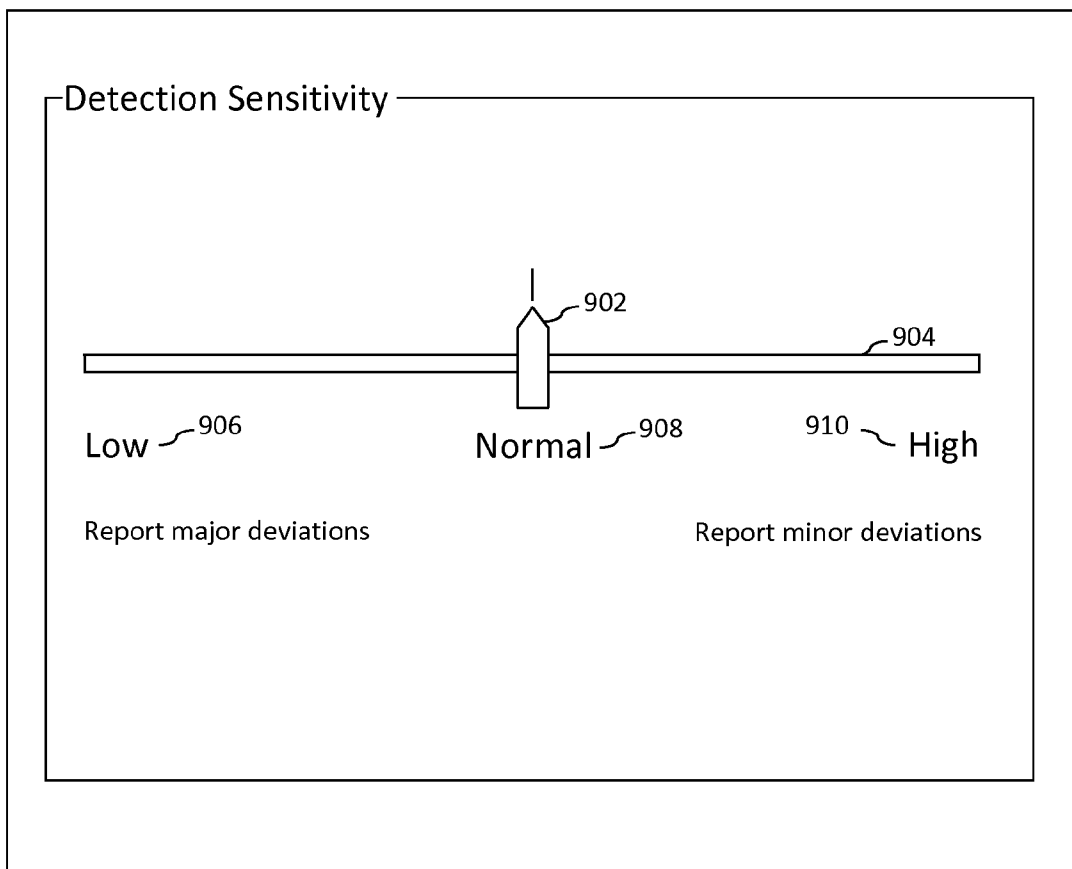 Detection Sensitivity
902
904
Low 906 Normal 908 910 High
Report major deviations Report minor deviations